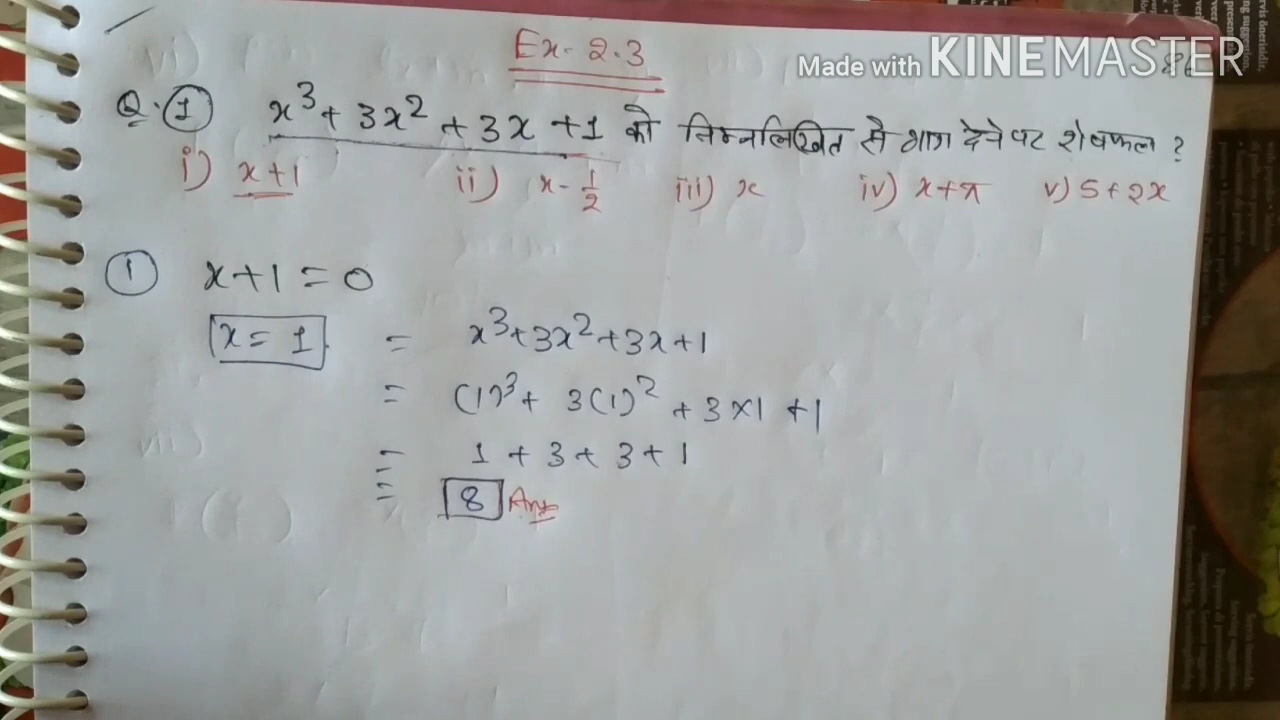 Ex- 2.3
Made with KINEMASTER
Q.① x³ + 3x² + 3x + 1 को निम्नलिखित से भाग देने पर शेषफल ?
i) x+1 ii) x - 1/2 iii) x iv) x+π v) 5+2x
① x+1 = 0
x = 1 = x³+3x²+3x+1
= (1)³ + 3(1)² + 3×1 +1
= 1 + 3 + 3 + 1
= 8 Ans